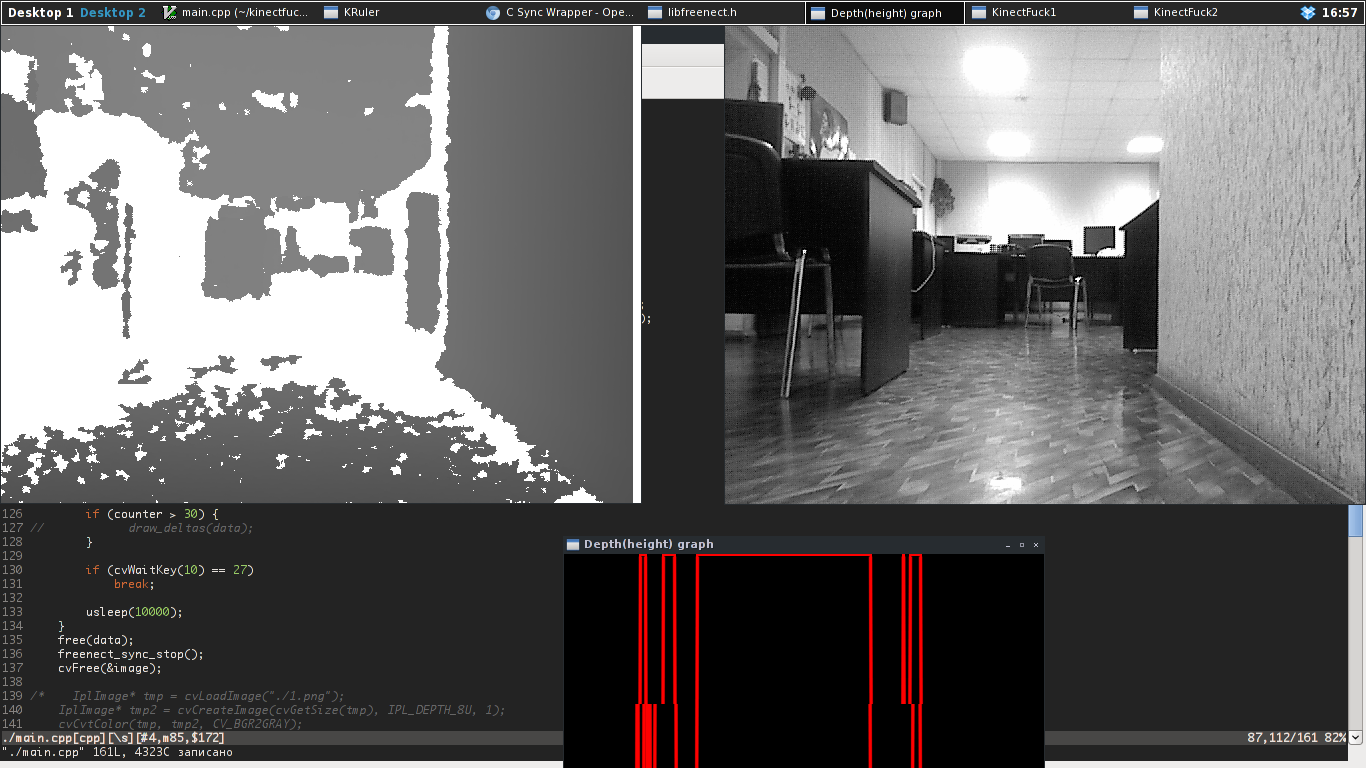 Desktop 1 Desktop 2 main.cpp (~/kinectfuc... KRuler C Sync Wrapper - Ope... libfreenect.h Depth(height) graph KinectFuck1 KinectFuck2 16:57
);
126 if (counter > 30) {
127 // draw_deltas(data);
128 }
129
130 if (cvWaitKey(10) == 27)
131 break;
132
133 usleep(10000);
134 }
135 free(data);
136 freenect_sync_stop();
137 cvFree(&image);
138
139 /* IplImage* tmp = cvLoadImage("./1.png");
140 IplImage* tmp2 = cvCreateImage(cvGetSize(tmp), IPL_DEPTH_8U, 1);
141 cvCvtColor(tmp, tmp2, CV_BGR2GRAY);
./main.cpp[cpp][\s][#4,m85,$172] 87,112/161 82%
"./main.cpp" 161L, 4323C записано
Depth(height) graph